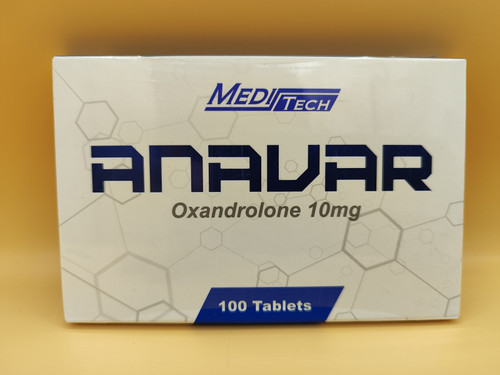 MEDITECH
ANAVAR
Oxandrolone 10mg
100 Tablets